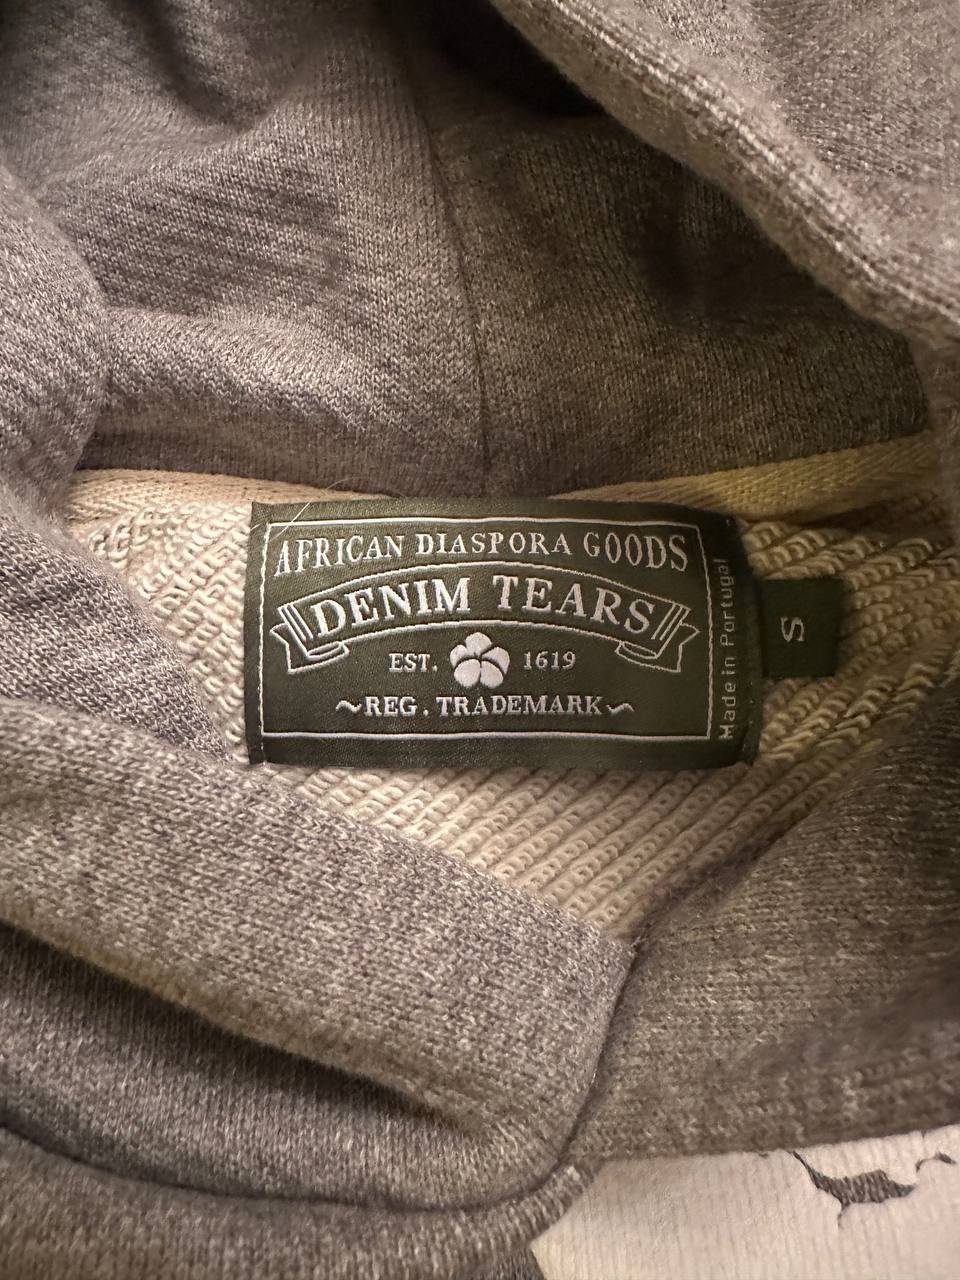 AFRICAN DIASPORA GOODS
DENIM TEARS
EST. 1619
~REG. TRADEMARK~
Made in Portugal
S